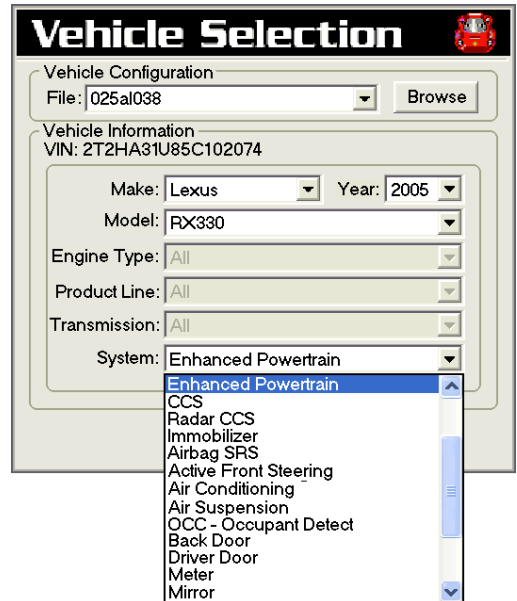 Vehicle Selection
Vehicle Configuration
File: 025al038 Browse
Vehicle Information
VIN: 2T2HA31U85C102074
Make: Lexus Year: 2005
Model: RX330
Engine Type: All
Product Line: All
Transmission: All
System: Enhanced Powertrain
Enhanced Powertrain
CCS
Radar CCS
Immobilizer
Airbag SRS
Active Front Steering
Air Conditioning
Air Suspension
OCC - Occupant Detect
Back Door
Driver Door
Meter
Mirror